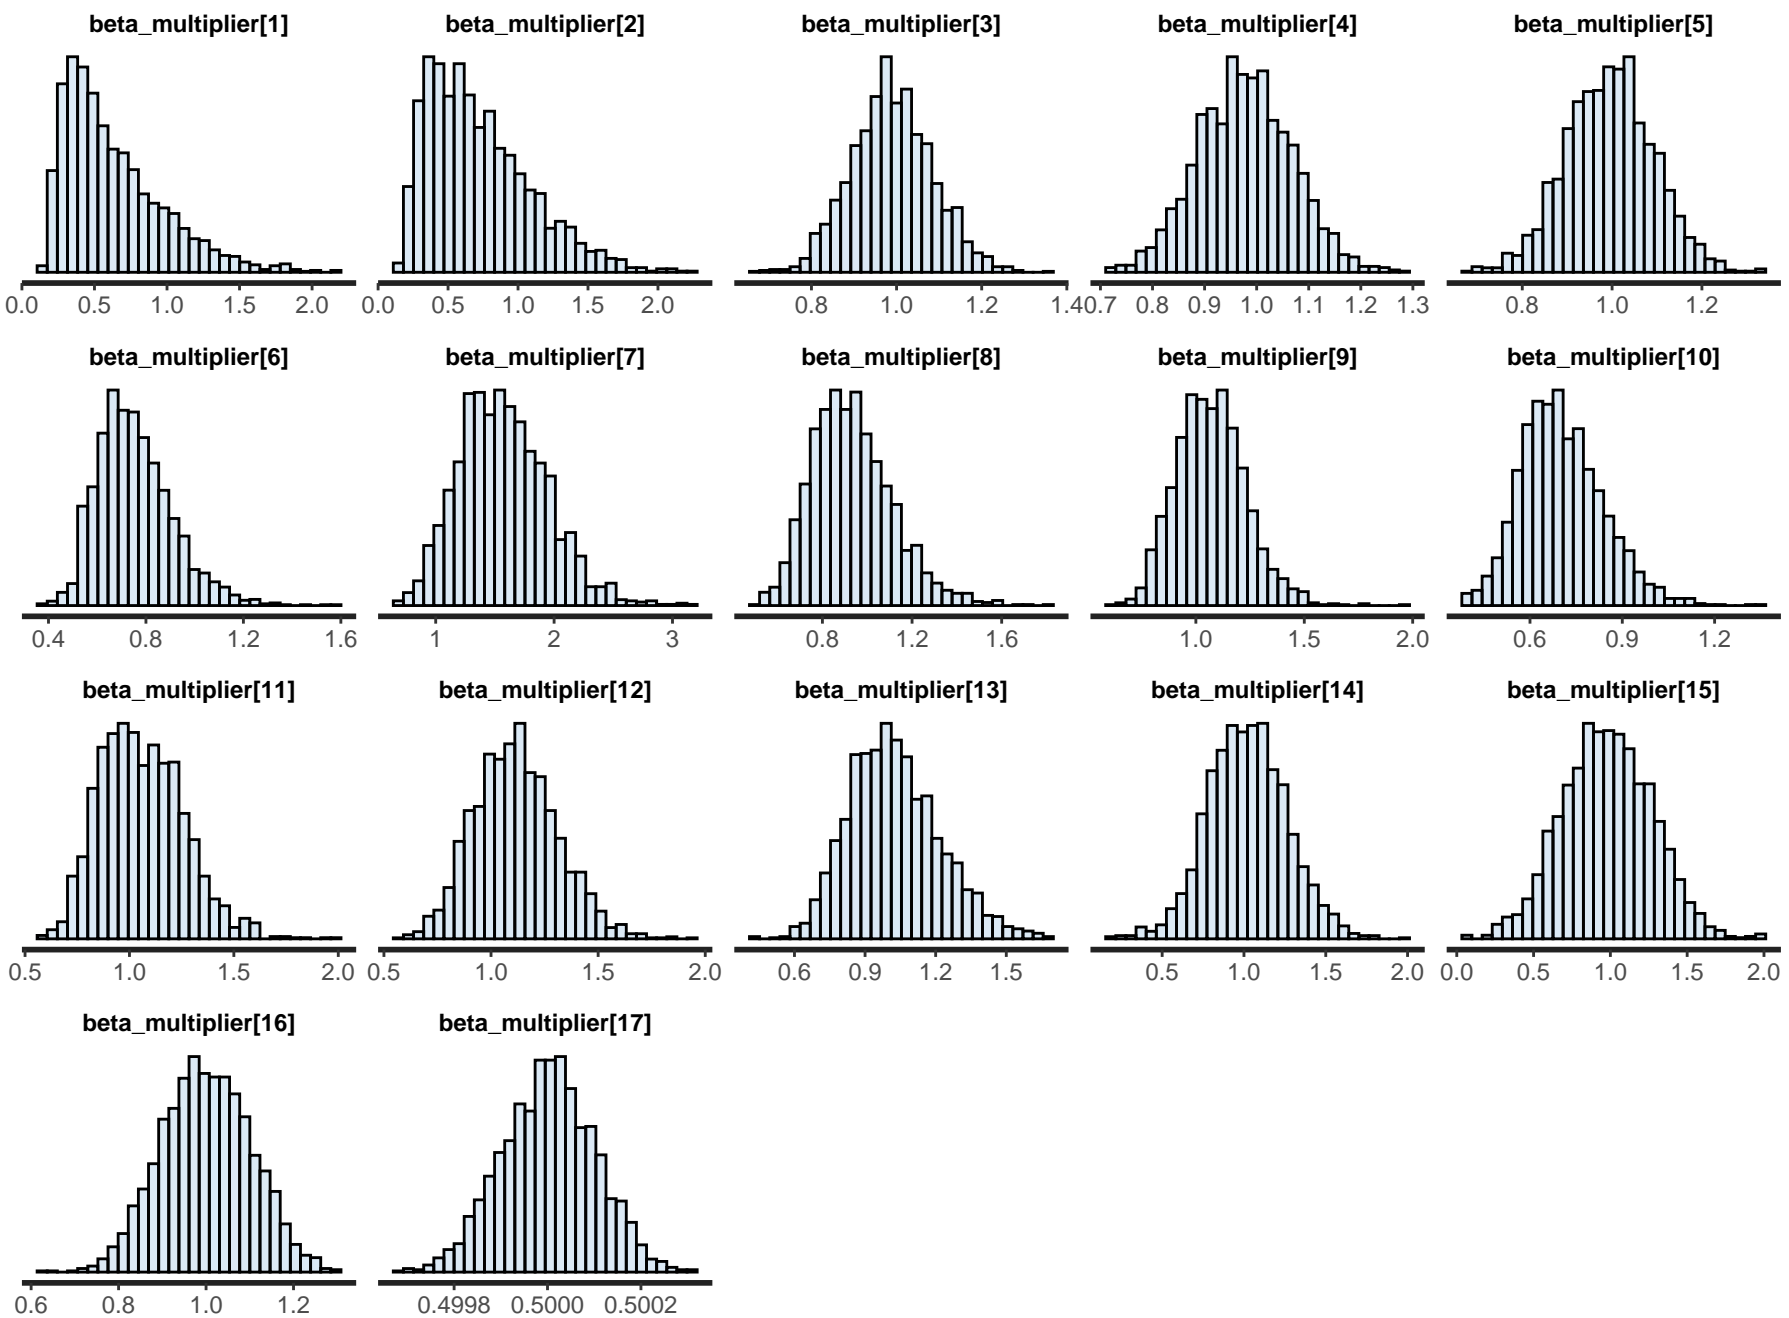 beta_multiplier[1] beta_multiplier[2] beta_multiplier[3] beta_multiplier[4] beta_multiplier[5]
0.0 0.5 1.0 1.5 2.0 0.0 0.5 1.0 1.5 2.0 0.8 1.0 1.2 1.4 0.7 0.8 0.9 1.0 1.1 1.2 1.3 0.8 1.0 1.2
beta_multiplier[6] beta_multiplier[7] beta_multiplier[8] beta_multiplier[9] beta_multiplier[10]
0.4 0.8 1.2 1.6 1 2 3 0.8 1.2 1.6 1.0 1.5 2.0 0.6 0.9 1.2
beta_multiplier[11] beta_multiplier[12] beta_multiplier[13] beta_multiplier[14] beta_multiplier[15]
0.5 1.0 1.5 2.0 0.5 1.0 1.5 2.0 0.6 0.9 1.2 1.5 0.5 1.0 1.5 2.0 0.0 0.5 1.0 1.5 2.0
beta_multiplier[16] beta_multiplier[17]
0.6 0.8 1.0 1.2 0.4998 0.5000 0.5002